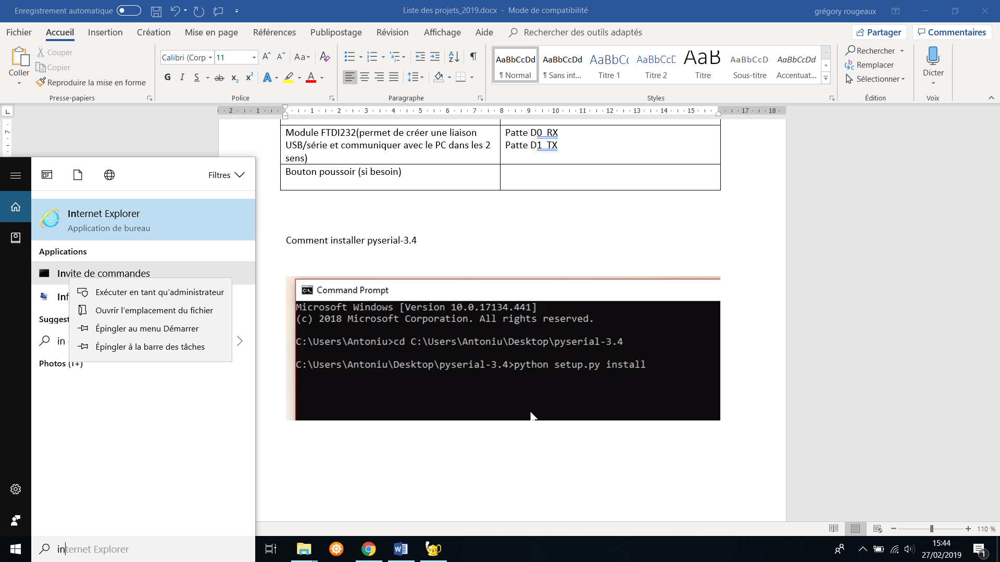 Enregistrement automatique
Liste des projets_2019.docx - Mode de compatibilité
grégory rougeaux
Fichier Accueil Insertion Création Mise en page Références Publipostage Révision Affichage Aide Rechercher des outils adaptés
Partager Commentaires
Coller
Couper
Copier
Reproduire la mise en forme
Presse-papiers
Calibri (Corp 11
G I S ab x₂ x²
Police
Paragraphe
AaBbCcDd AaBbCcDd AaBbCc AaBbCcD AaB AaBbCcD AaBbCcDd
¶ Normal ¶ Sans int... Titre 1 Titre 2 Titre Sous-titre Accentuat...
Styles
Rechercher
Remplacer
Sélectionner
Édition
Dicter
Voix
2 1 1 2 3 4 5 6 7 8 9 10 11 12 13 14 15 17 18
7
Module FTDI232(permet de créer une liaison
USB/série et communiquer avec le PC dans les 2
sens)
Patte D0_RX
Patte D1_TX
Bouton poussoir (si besoin)
Comment installer pyserial-3.4
Command Prompt
Microsoft Windows [Version 10.0.17134.441]
(c) 2018 Microsoft Corporation. All rights reserved.
C:\Users\Antoniu>cd C:\Users\Antoniu\Desktop\pyserial-3.4
C:\Users\Antoniu\Desktop\pyserial-3.4>python setup.py install
Filtres
Internet Explorer
Application de bureau
Applications
Invite de commandes
Inf
Exécuter en tant qu'administrateur
Ouvrir l'emplacement du fichier
Épingler au menu Démarrer
Épingler à la barre des tâches
Suggest
in
Photos (1+)
internet Explorer
110 %
15:44
27/02/2019
1